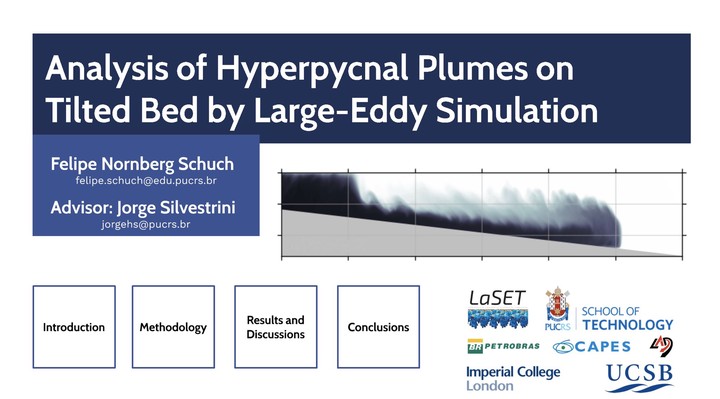 Analysis of Hyperpycnal Plumes on
Tilted Bed by Large-Eddy Simulation
Felipe Nornberg Schuch
felipe.schuch@edu.pucrs.br
Advisor: Jorge Silvestrini
jorgehs@pucrs.br
Introduction
Methodology
Results and
Discussions
Conclusions
LaSET
PUCRS
SCHOOL OF
TECHNOLOGY
BR PETROBRAS
CAPES
Imperial College
London
UCSB